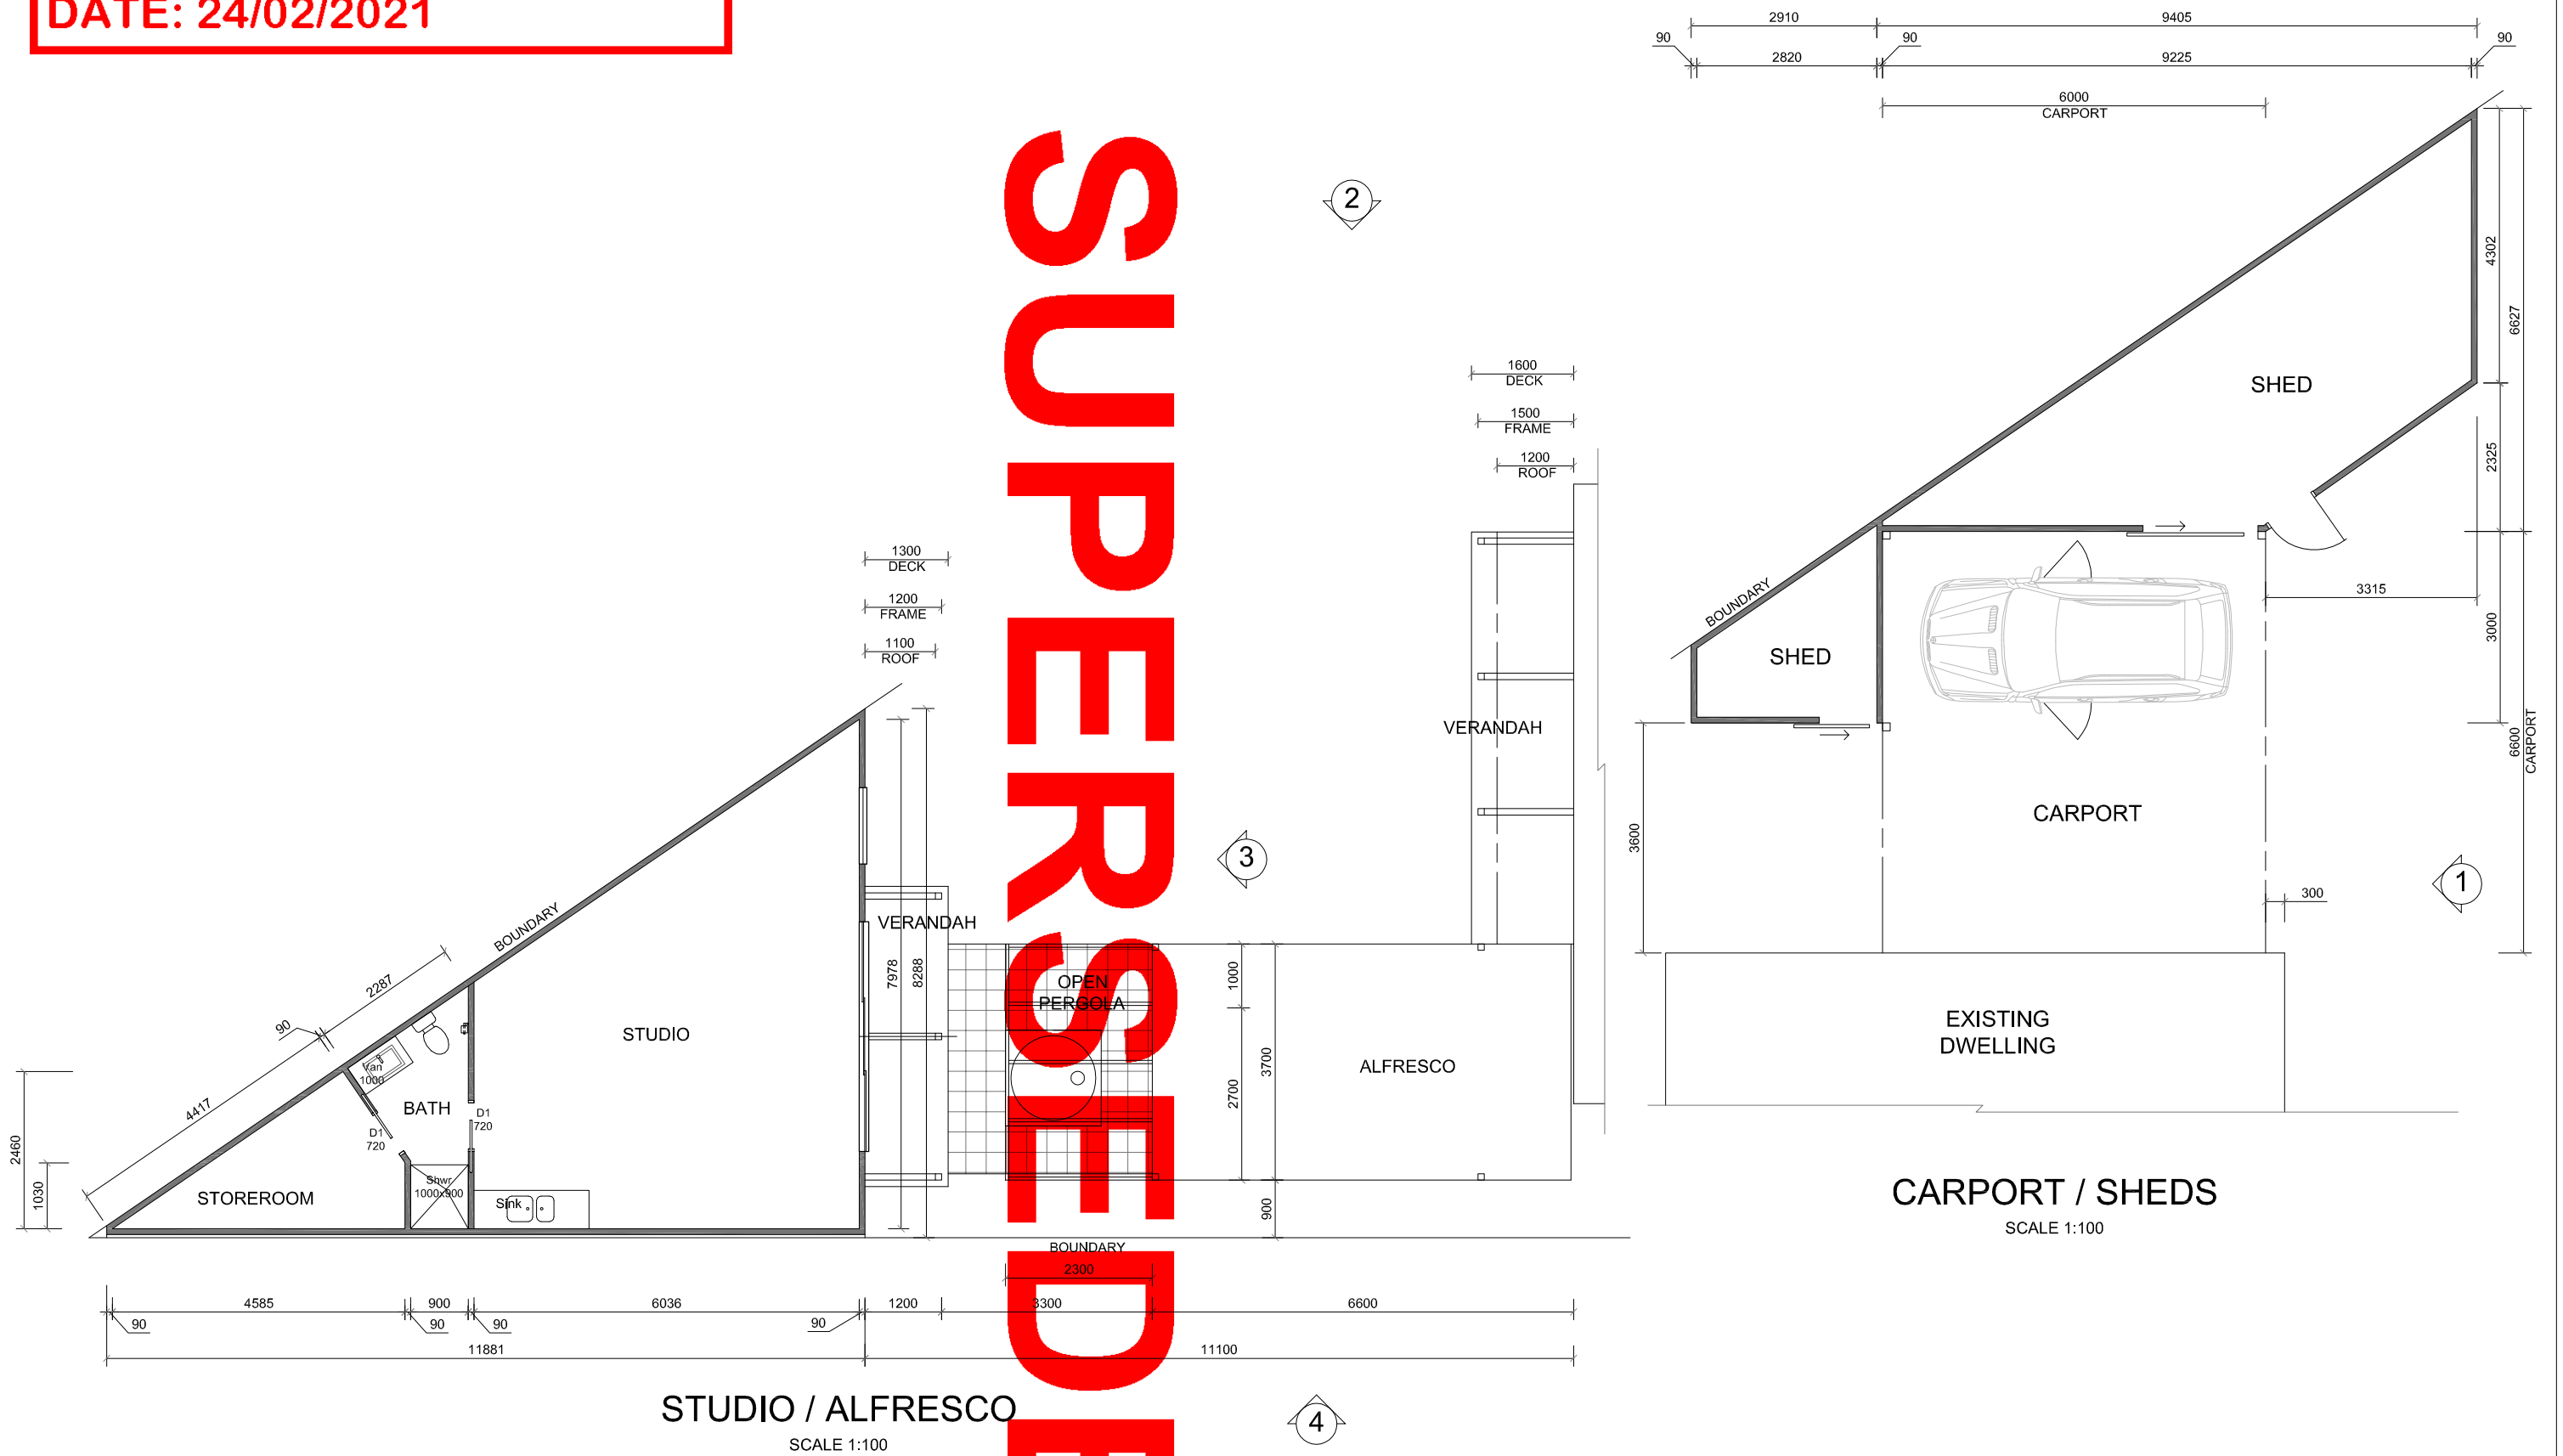 DATE: 24/02/2021
2910
9405
90
90
90
2820
9225
6000
CARPORT
2
4302
6627
SHED
2325
3315
3000
BOUNDARY
SHED
6600
CARPORT
3600
CARPORT
1
300
EXISTING
DWELLING
CARPORT / SHEDS
SCALE 1:100
1600
DECK
1500
FRAME
1200
ROOF
VERANDAH
1300
DECK
1200
FRAME
1100
ROOF
3
VERANDAH
7978
8288
OPEN
PERGOLA
1000
2700
3700
900
ALFRESCO
BOUNDARY
2287
90
4417
STUDIO
Van
1000
BATH
D1
720
D1
720
2460
1030
STOREROOM
Shwr
1000x900
Sink
BOUNDARY
2300
4585
900
6036
1200
3300
6600
90
90
90
90
11881
11100
STUDIO / ALFRESCO
SCALE 1:100
4
SUPERSEDE